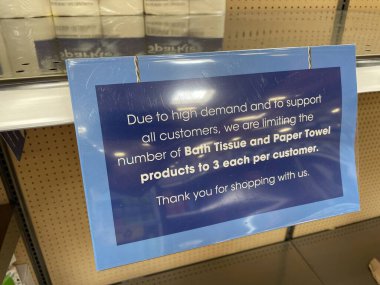 Due to high demand and to support
all customers, we are limiting the
number of Bath Tissue and Paper Towel
products to 3 each per customer.
Thank you for shopping with us.